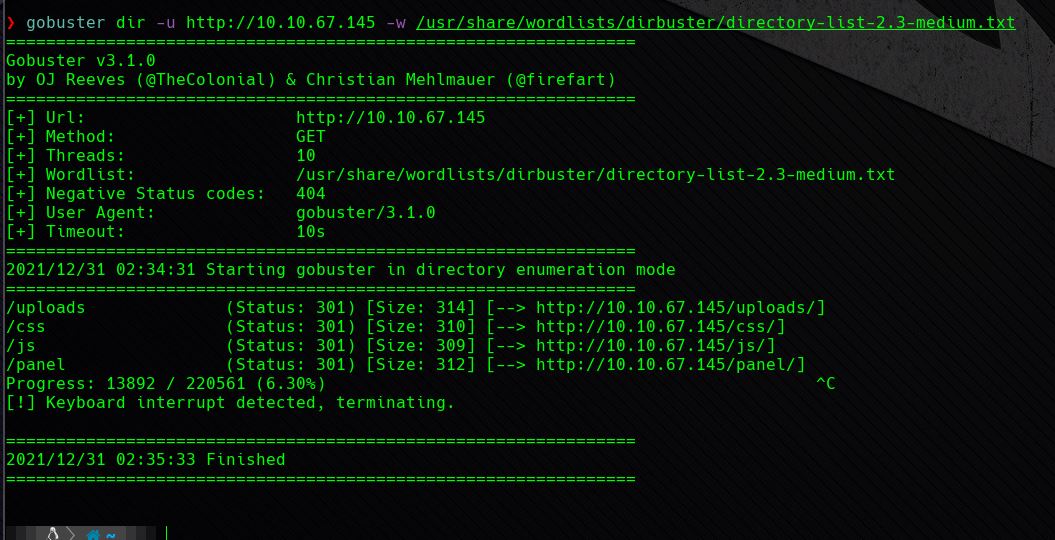 ❯ gobuster dir -u http://10.10.67.145 -w /usr/share/wordlists/dirbuster/directory-list-2.3-medium.txt
===============================================================
Gobuster v3.1.0
by OJ Reeves (@TheColonial) & Christian Mehlmauer (@firefart)
===============================================================
[+] Url:                     http://10.10.67.145
[+] Method:                  GET
[+] Threads:                 10
[+] Wordlist:                /usr/share/wordlists/dirbuster/directory-list-2.3-medium.txt
[+] Negative Status codes:   404
[+] User Agent:              gobuster/3.1.0
[+] Timeout:                 10s
===============================================================
2021/12/31 02:34:31 Starting gobuster in directory enumeration mode
===============================================================
/uploads              (Status: 301) [Size: 314] [--> http://10.10.67.145/uploads/]
/css                  (Status: 301) [Size: 310] [--> http://10.10.67.145/css/]
/js                   (Status: 301) [Size: 309] [--> http://10.10.67.145/js/]
/panel                (Status: 301) [Size: 312] [--> http://10.10.67.145/panel/]
Progress: 13892 / 220561 (6.30%)                                                 ^C
[!] Keyboard interrupt detected, terminating.
===============================================================
2021/12/31 02:35:33 Finished
===============================================================
~